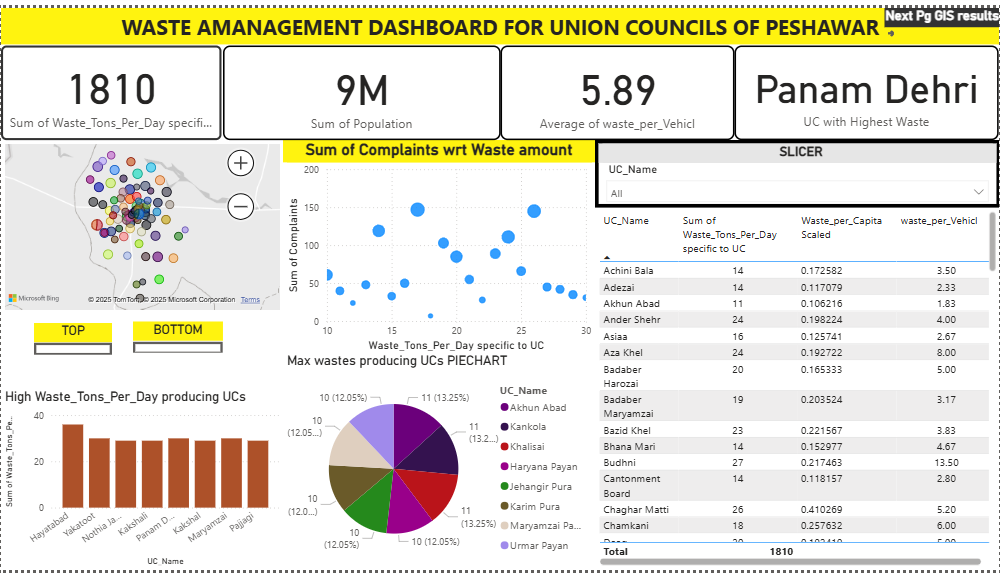 WASTE AMANAGEMENT DASHBOARD FOR UNION COUNCILS OF PESHAWAR
Next Pg GIS results
1810
Sum of Waste_Tons_Per_Day specifi...
9M
Sum of Population
5.89
Average of waste_per_Vehicl
Panam Dehri
UC with Highest Waste
Microsoft Bing
© 2025 TomTom, © 2025 Microsoft Corporation Terms
TOP
BOTTOM
High Waste_Tons_Per_Day producing UCs
Sum of Waste_Tons_Pe..
40
20
0
Hayatabad
Yakatoot
Nothia Ja...
Kakshali
Panam D...
Kakshal
Maryamzai
Pajjagi
UC_Name
Sum of Complaints wrt Waste amount
Sum of Complaints
200
150
100
50
0
10 15 20 25 30
Waste_Tons_Per_Day specific to UC
Max wastes producing UCs PIECHART
11 (13.25%)
11
(13.2...)
11
(13.25%)
10 (12.05%)
10
(12.05%)
10
(12.0...)
10
(12.05...)
10 (12.05%)
UC_Name
Akhun Abad
Kankola
Khalisai
Haryana Payan
Jehangir Pura
Karim Pura
Maryamzai Pa...
Urmar Payan
SLICER
UC_Name
All
UC_Name Sum of Waste_per_Capita waste_per_Vehicl
Waste_Tons_Per_Day Scaled
specific to UC
Achini Bala 14 0.172582 3.50
Adezai 14 0.117079 2.33
Akhun Abad 11 0.106216 1.83
Ander Shehr 24 0.198224 4.00
Asiaa 16 0.125741 2.67
Aza Khel 24 0.192722 8.00
Badaber 20 0.165333 5.00
Harozai
Badaber 19 0.203524 3.17
Maryamzai
Bazid Khel 23 0.221567 3.83
Bhana Mari 14 0.152977 4.67
Budhni 27 0.217463 13.50
Cantonment 14 0.118157 2.80
Board
Chaghar Matti 26 0.410269 5.20
Chamkani 18 0.257632 6.00
Total 1810